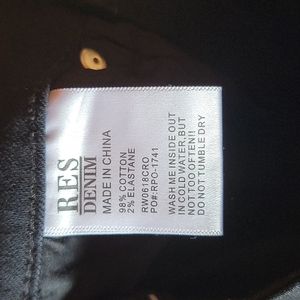 R.E.S
DENIM
MADE IN CHINA
98% COTTON
2% ELASTANE
RW0618CRO
PO#:RPO-1741
WASH ME INSIDE OUT
IN COLD WATER,BUT
NOT TOO OFTEN!!
DO NOT TUMBLE DRY